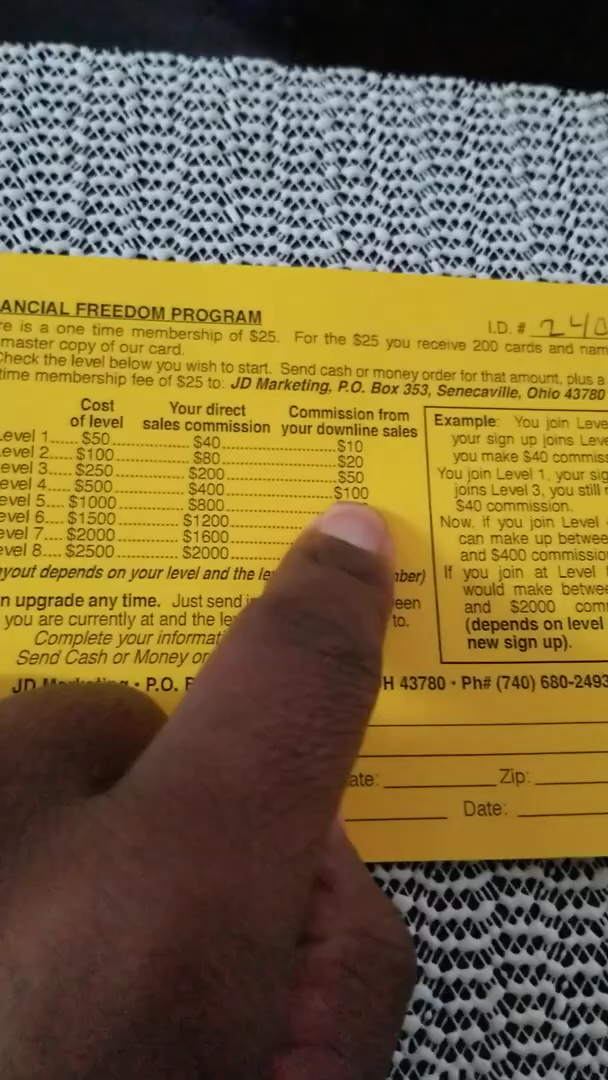 ANCIAL FREEDOM PROGRAM
I.D. # 240
re is a one time membership of $25. For the $25 you receive 200 cards and nam
master copy of our card.
Check the level below you wish to start. Send cash or money order for that amount, plus a
time membership fee of $25 to: JD Marketing, P.O. Box 353, Senecaville, Ohio 43780
Cost of level Your direct sales commission Commission from your downline sales
Level 1..... $50 $40 $10
evel 2..... $100 $80 $20
evel 3..... $250 $200 $50
evel 4..... $500 $400 $100
evel 5..... $1000 $800
evel 6..... $1500 $1200
evel 7..... $2000 $1600
evel 8... $2500 $2000
yout depends on your level and the le mber)
n upgrade any time. Just send i een
you are currently at and the le to.
Complete your informati
Send Cash or Money or
JD Marketing • P.O. H 43780 • Ph# (740) 680-2493
Example: You join Leve
your sign up joins Leve
you make $40 commiss
You join Level 1, your sig
joins Level 3, you still
$40 commission.
Now, if you join Level
can make up betwee
and $400 commissio
If you join at Level
would make betwe
and $2000 com
(depends on level
new sign up).
ate: Zip:
Date: